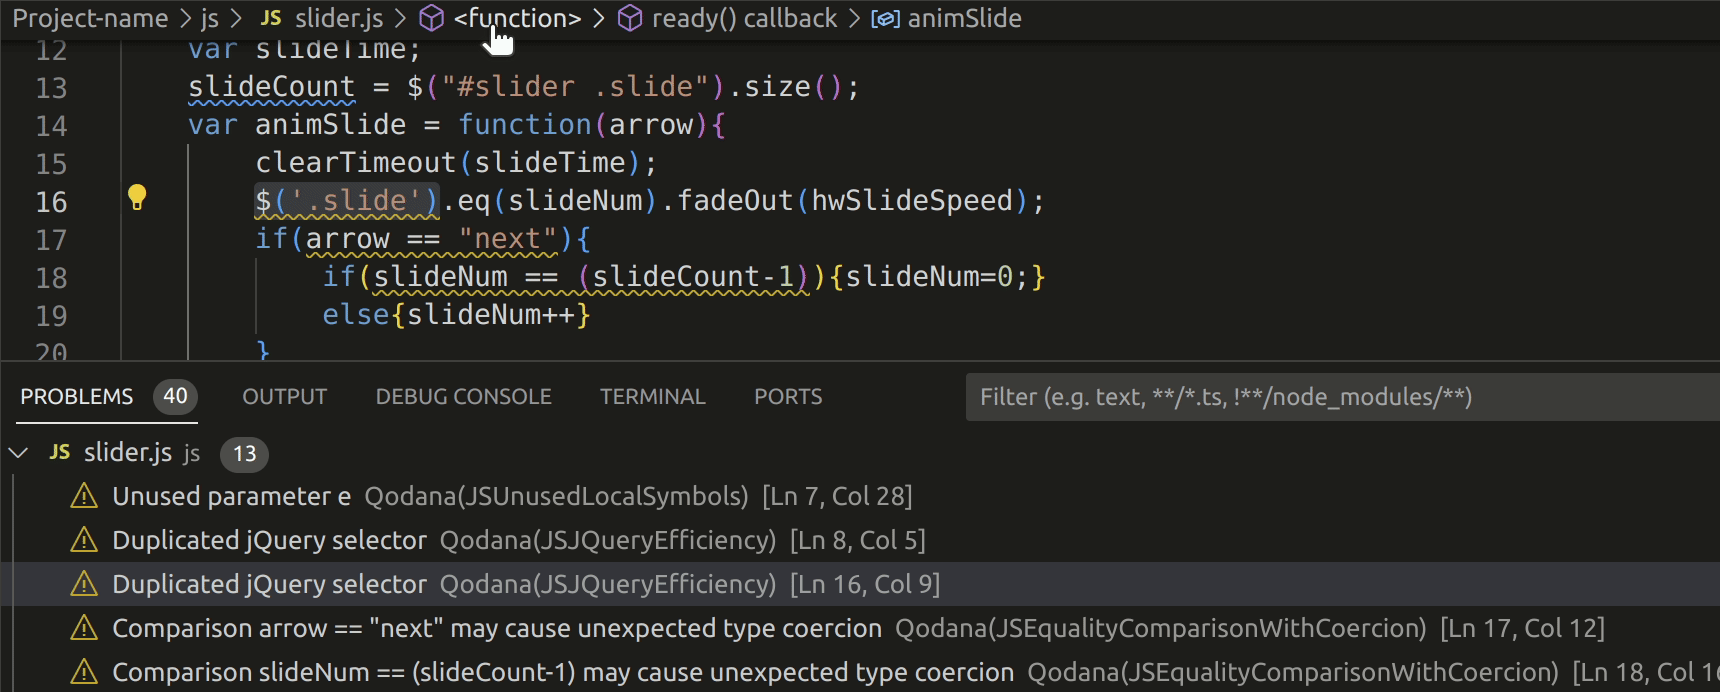 Project-name > js > JS slider.js > <function> > ready() callback > animSlide
12 var slideTime;
13 slideCount = $("#slider .slide").size();
14 var animSlide = function(arrow){
15 clearTimeout(slideTime);
16 $('.slide').eq(slideNum).fadeOut(hwSlideSpeed);
17 if(arrow == "next"){
18 if(slideNum == (slideCount-1)){slideNum=0;}
19 else{slideNum++}
20 }
PROBLEMS 40 OUTPUT DEBUG CONSOLE TERMINAL PORTS Filter (e.g. text, **/*.ts, !**/node_modules/**)
JS slider.js js 13
Unused parameter e Qodana(JSUnusedLocalSymbols) [Ln 7, Col 28]
Duplicated jQuery selector Qodana(JSJQueryEfficiency) [Ln 8, Col 5]
Duplicated jQuery selector Qodana(JSJQueryEfficiency) [Ln 16, Col 9]
Comparison arrow == "next" may cause unexpected type coercion Qodana(JSEqualityComparisonWithCoercion) [Ln 17, Col 12]
Comparison slideNum == (slideCount-1) may cause unexpected type coercion Qodana(JSEqualityComparisonWithCoercion) [Ln 18, Col 16